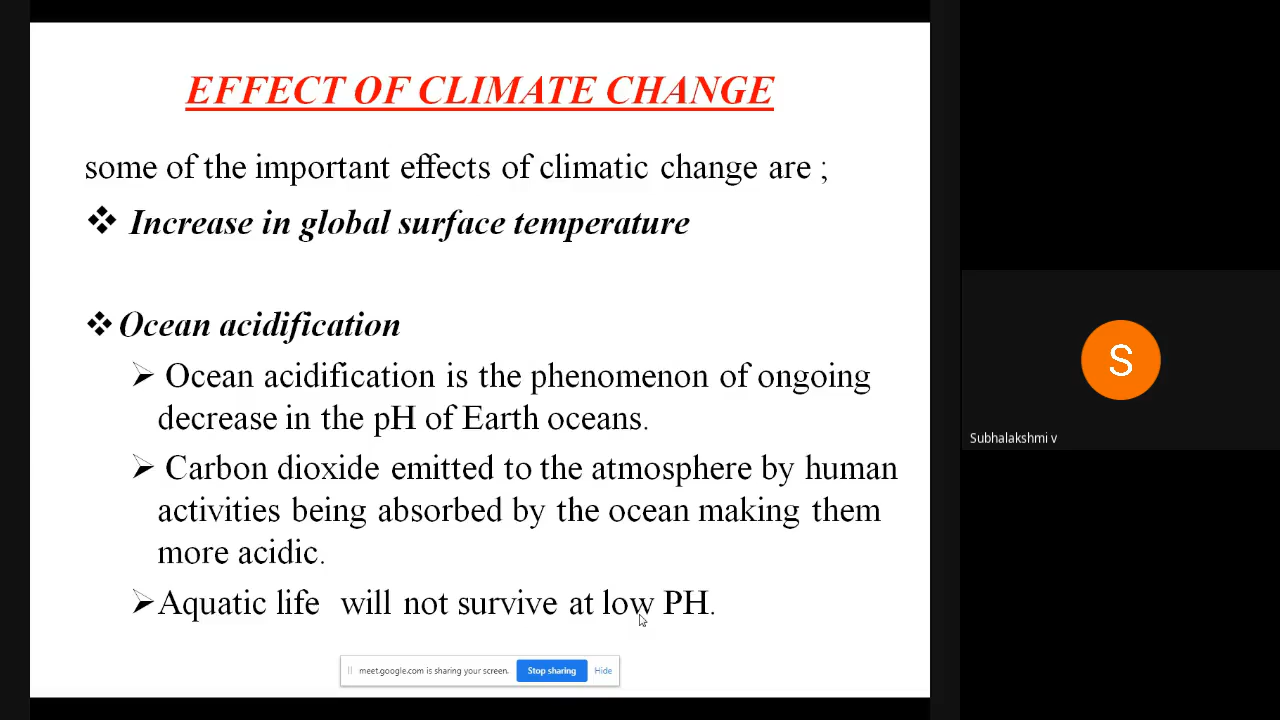 EFFECT OF CLIMATE CHANGE
some of the important effects of climatic change are ;
❖ Increase in global surface temperature
❖ Ocean acidification
➢ Ocean acidification is the phenomenon of ongoing
decrease in the pH of Earth oceans.
➢ Carbon dioxide emitted to the atmosphere by human
activities being absorbed by the ocean making them
more acidic.
➢ Aquatic life will not survive at low PH.
meet.google.com is sharing your screen. Stop sharing Hide
S
Subhalakshmi v